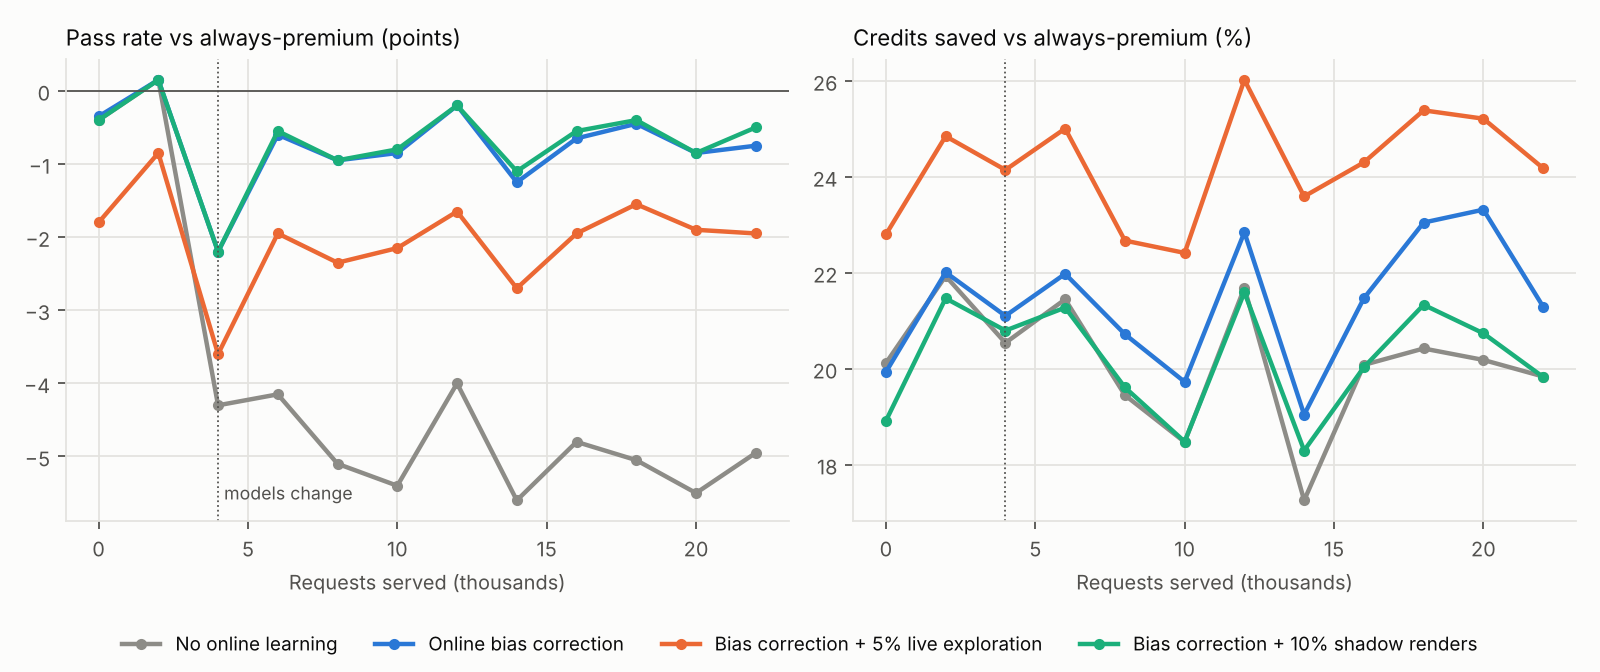 Pass rate vs always-premium (points)
0
−1
−2
−3
−4
−5
models change
0 5 10 15 20
Requests served (thousands)
Credits saved vs always-premium (%)
26
24
22
20
18
0 5 10 15 20
Requests served (thousands)
No online learning Online bias correction Bias correction + 5% live exploration Bias correction + 10% shadow renders